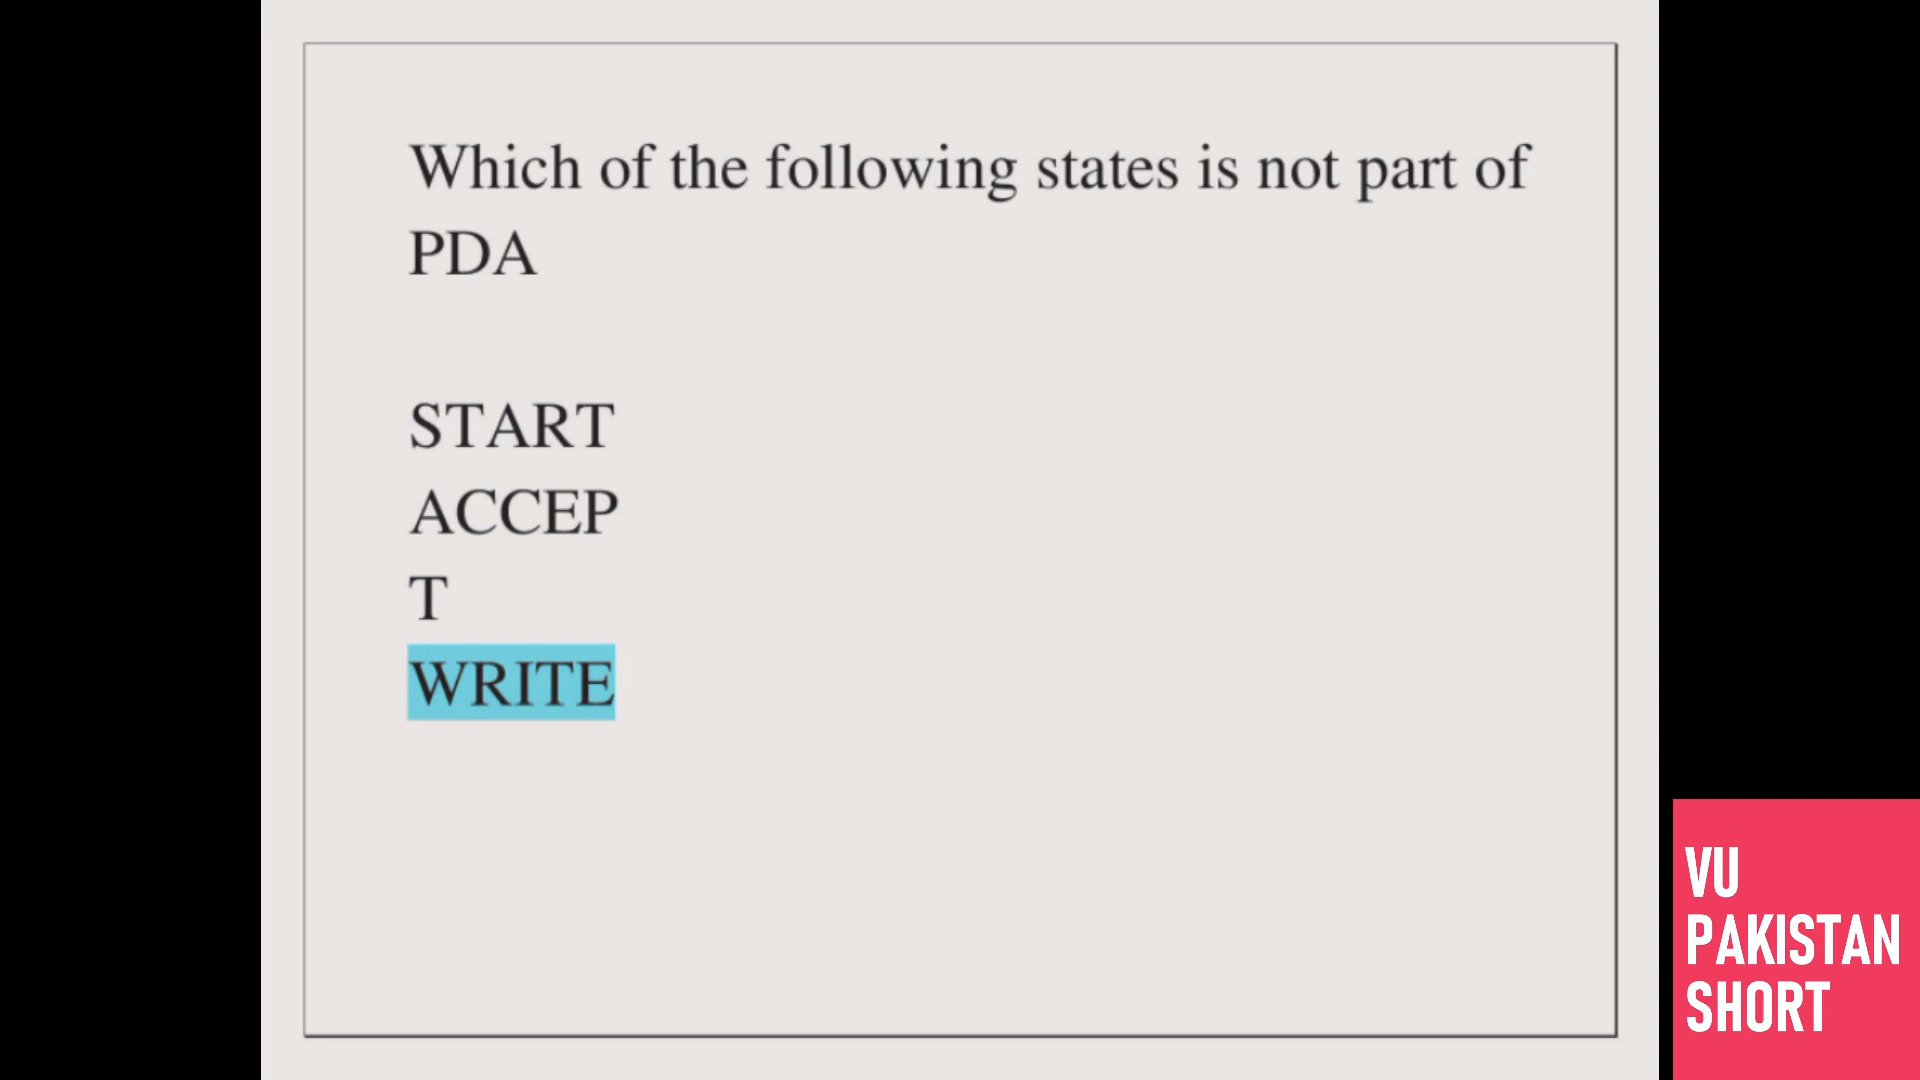 Which of the following states is not part of
PDA
START
ACCEP
T
WRITE
VU
PAKISTAN
SHORT